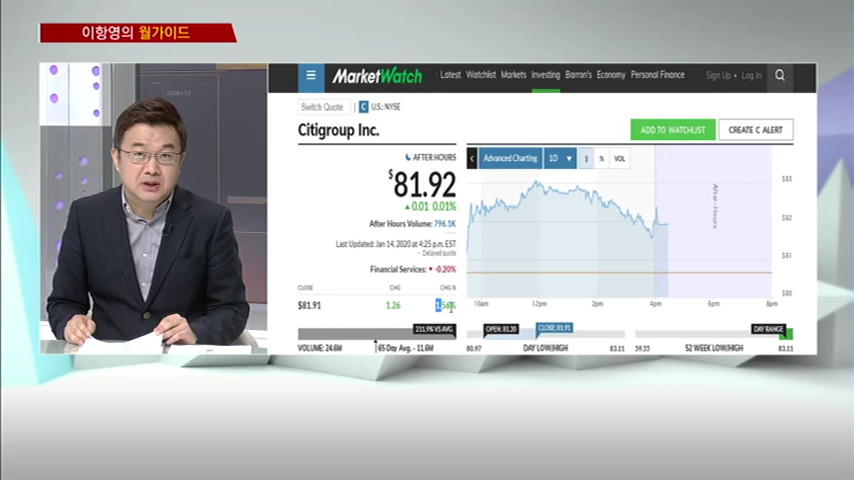 이항영의 월가이드
MarketWatch Latest Watchlist Markets Investing Barron's Economy Personal Finance Sign Up • Log In
Switch Quote C U.S.: NYSE
Citigroup Inc.
ADD TO WATCHLIST CREATE C ALERT
AFTER HOURS
$81.92
0.01 0.01%
After Hours Volume: 796.1K
Last Updated: Jan 14, 2020 at 4:25 p.m. EST
Delayed quote
Financial Services: -0.20%
CLOSE CHG CHG %
$81.91 1.26 1.56%
211.9% VS AVG.
VOLUME: 24.6M 65 Day Avg. - 11.6M
Advanced Charting 1D $ % VOL
After-Hours
$83
$82
$81
$80
10am 12pm 2pm 4pm 6pm 8pm
OPEN: 81.20 CLOSE: 81.91 DAY RANGE
80.97 DAY LOW/HIGH 83.11 59.55 52 WEEK LOW/HIGH 83.11